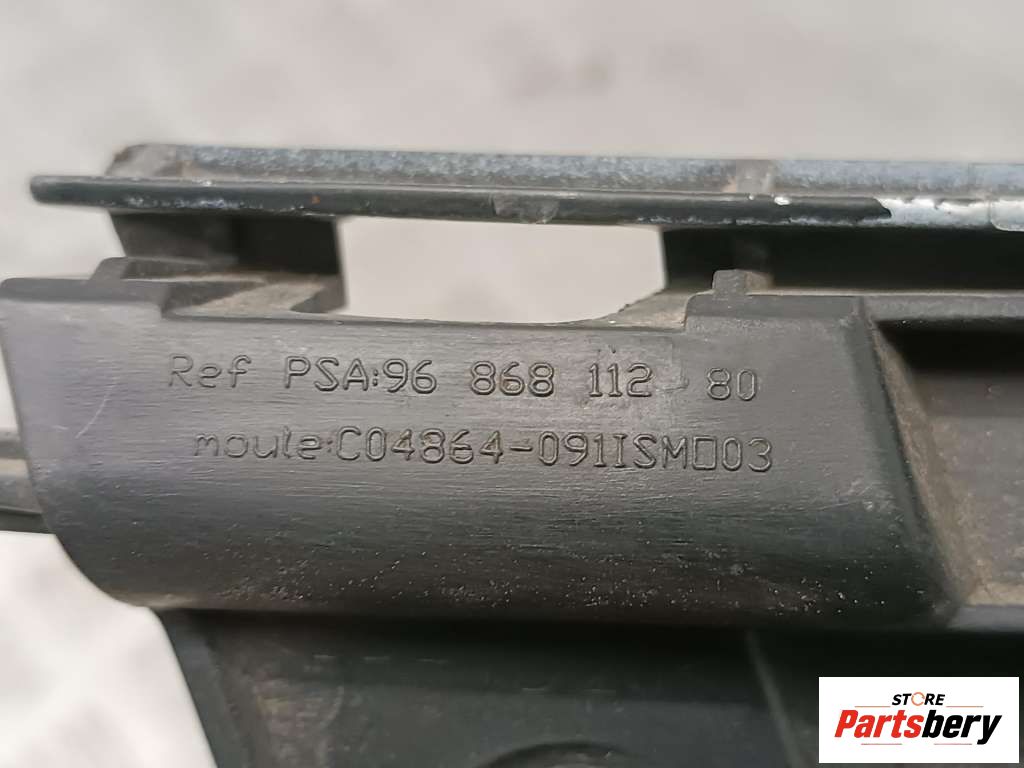 Ref PSA:96 868 112 80
moule:C04864-091ISM□03
STORE
Partsbery